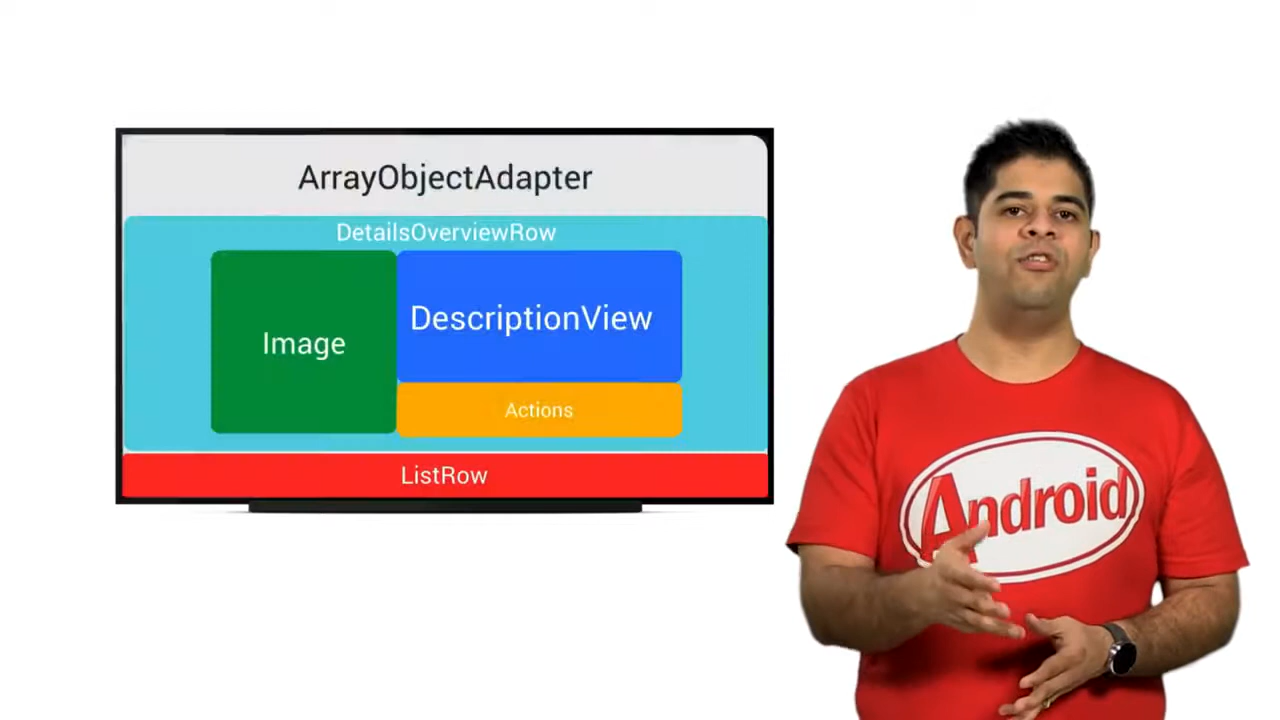 ArrayObjectAdapter
DetailsOverviewRow
Image
DescriptionView
Actions
ListRow
Android